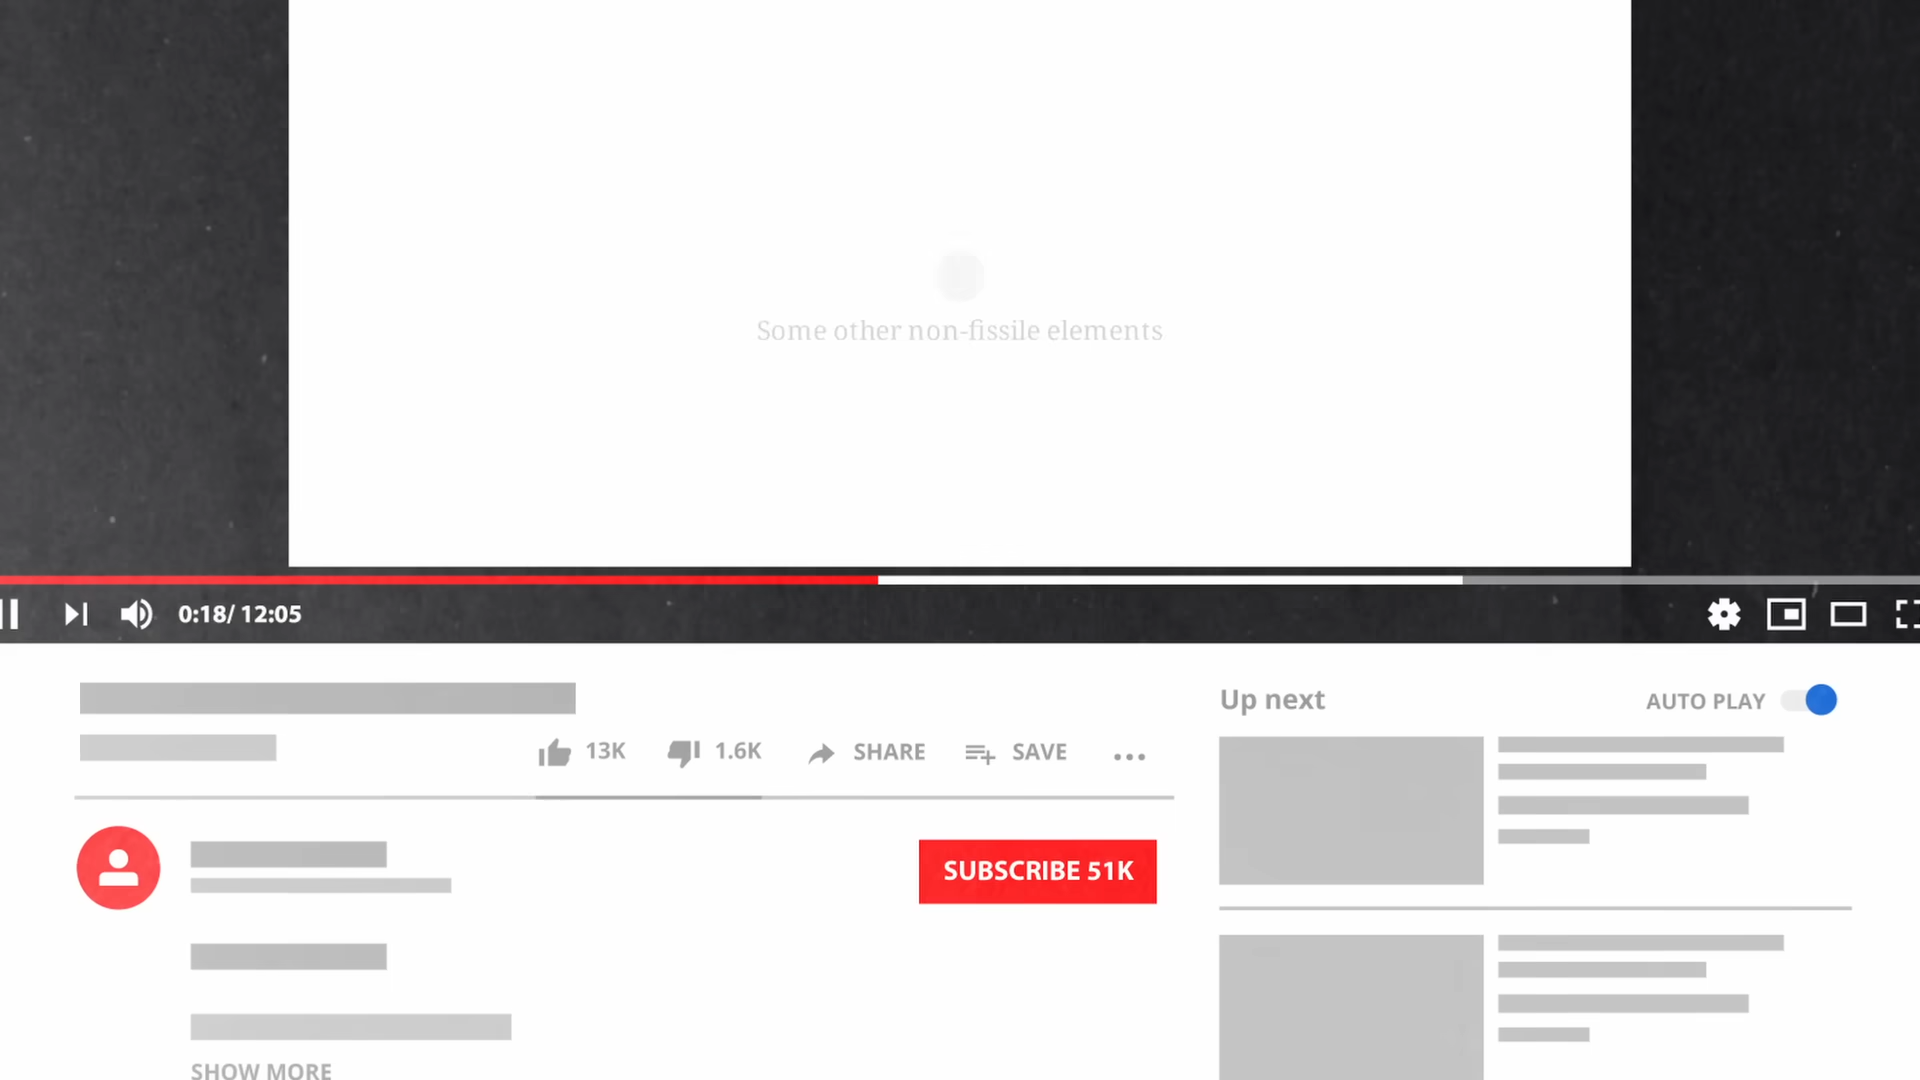 Some other non-fissile elements
0:18/ 12:05
Up next
AUTO PLAY
13K
1.6K
SHARE
SAVE
SUBSCRIBE 51K
SHOW MORE